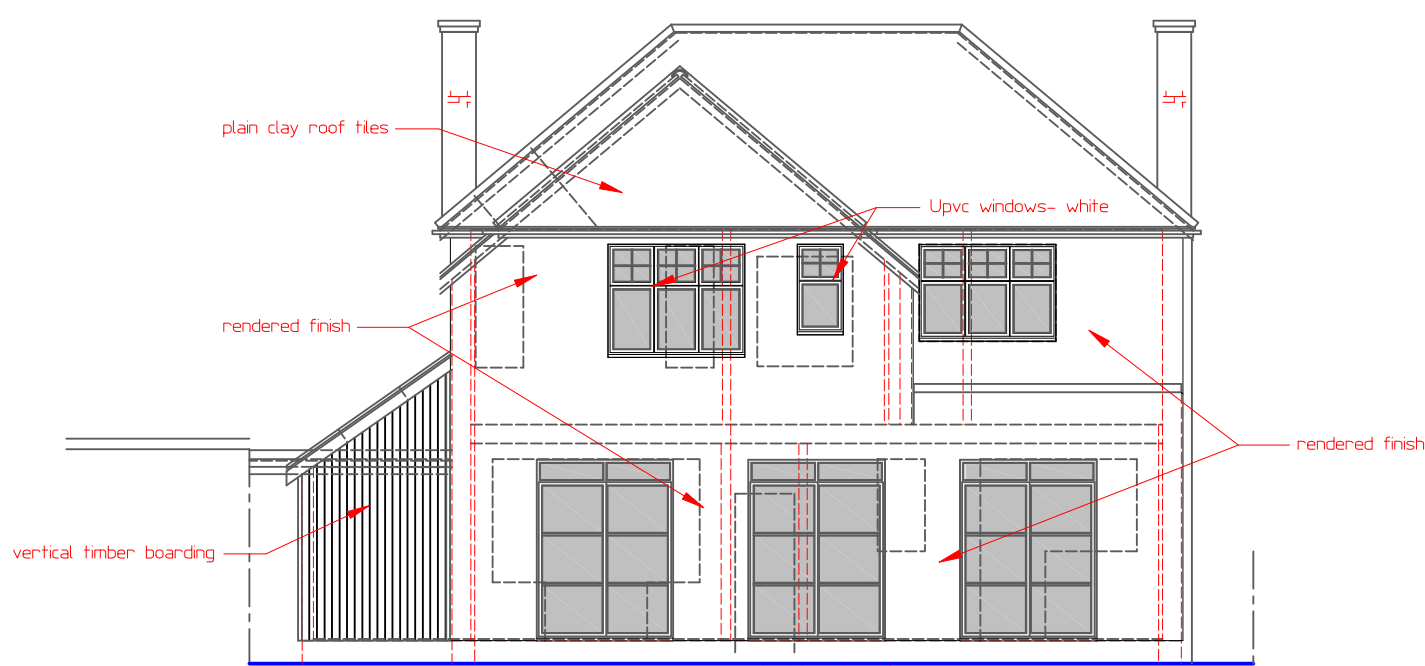 plain clay roof tiles
Upvc windows- white
rendered finish
rendered finish
vertical timber boarding